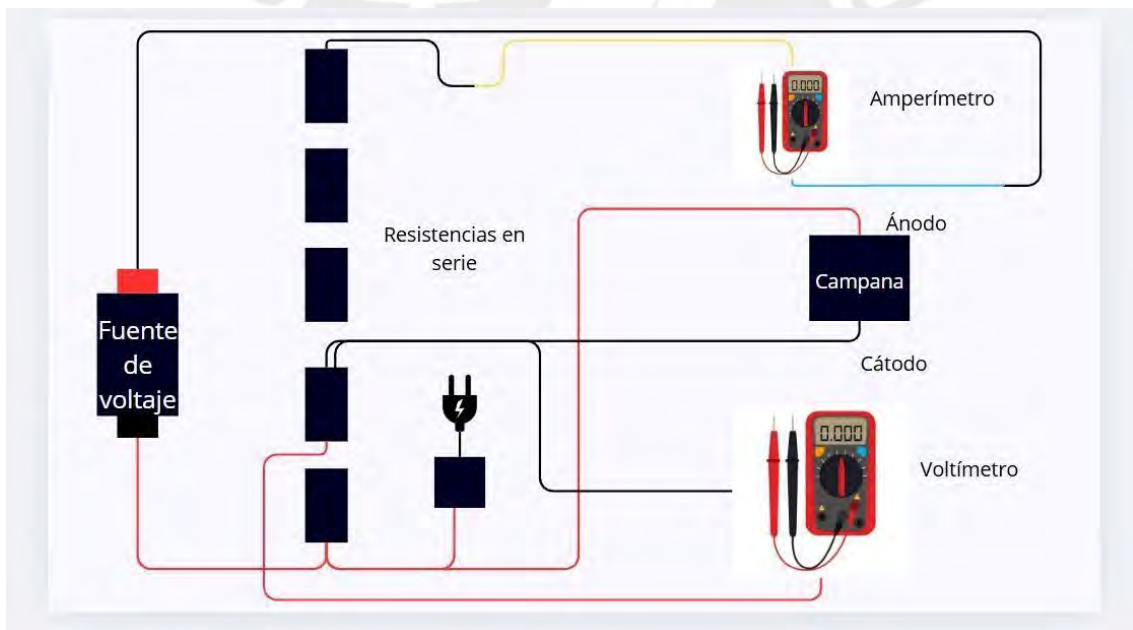 0.000
Amperímetro
Ánodo
Resistencias en
serie
Campana
Fuente
de
voltaje
Cátodo
0.000
Voltímetro